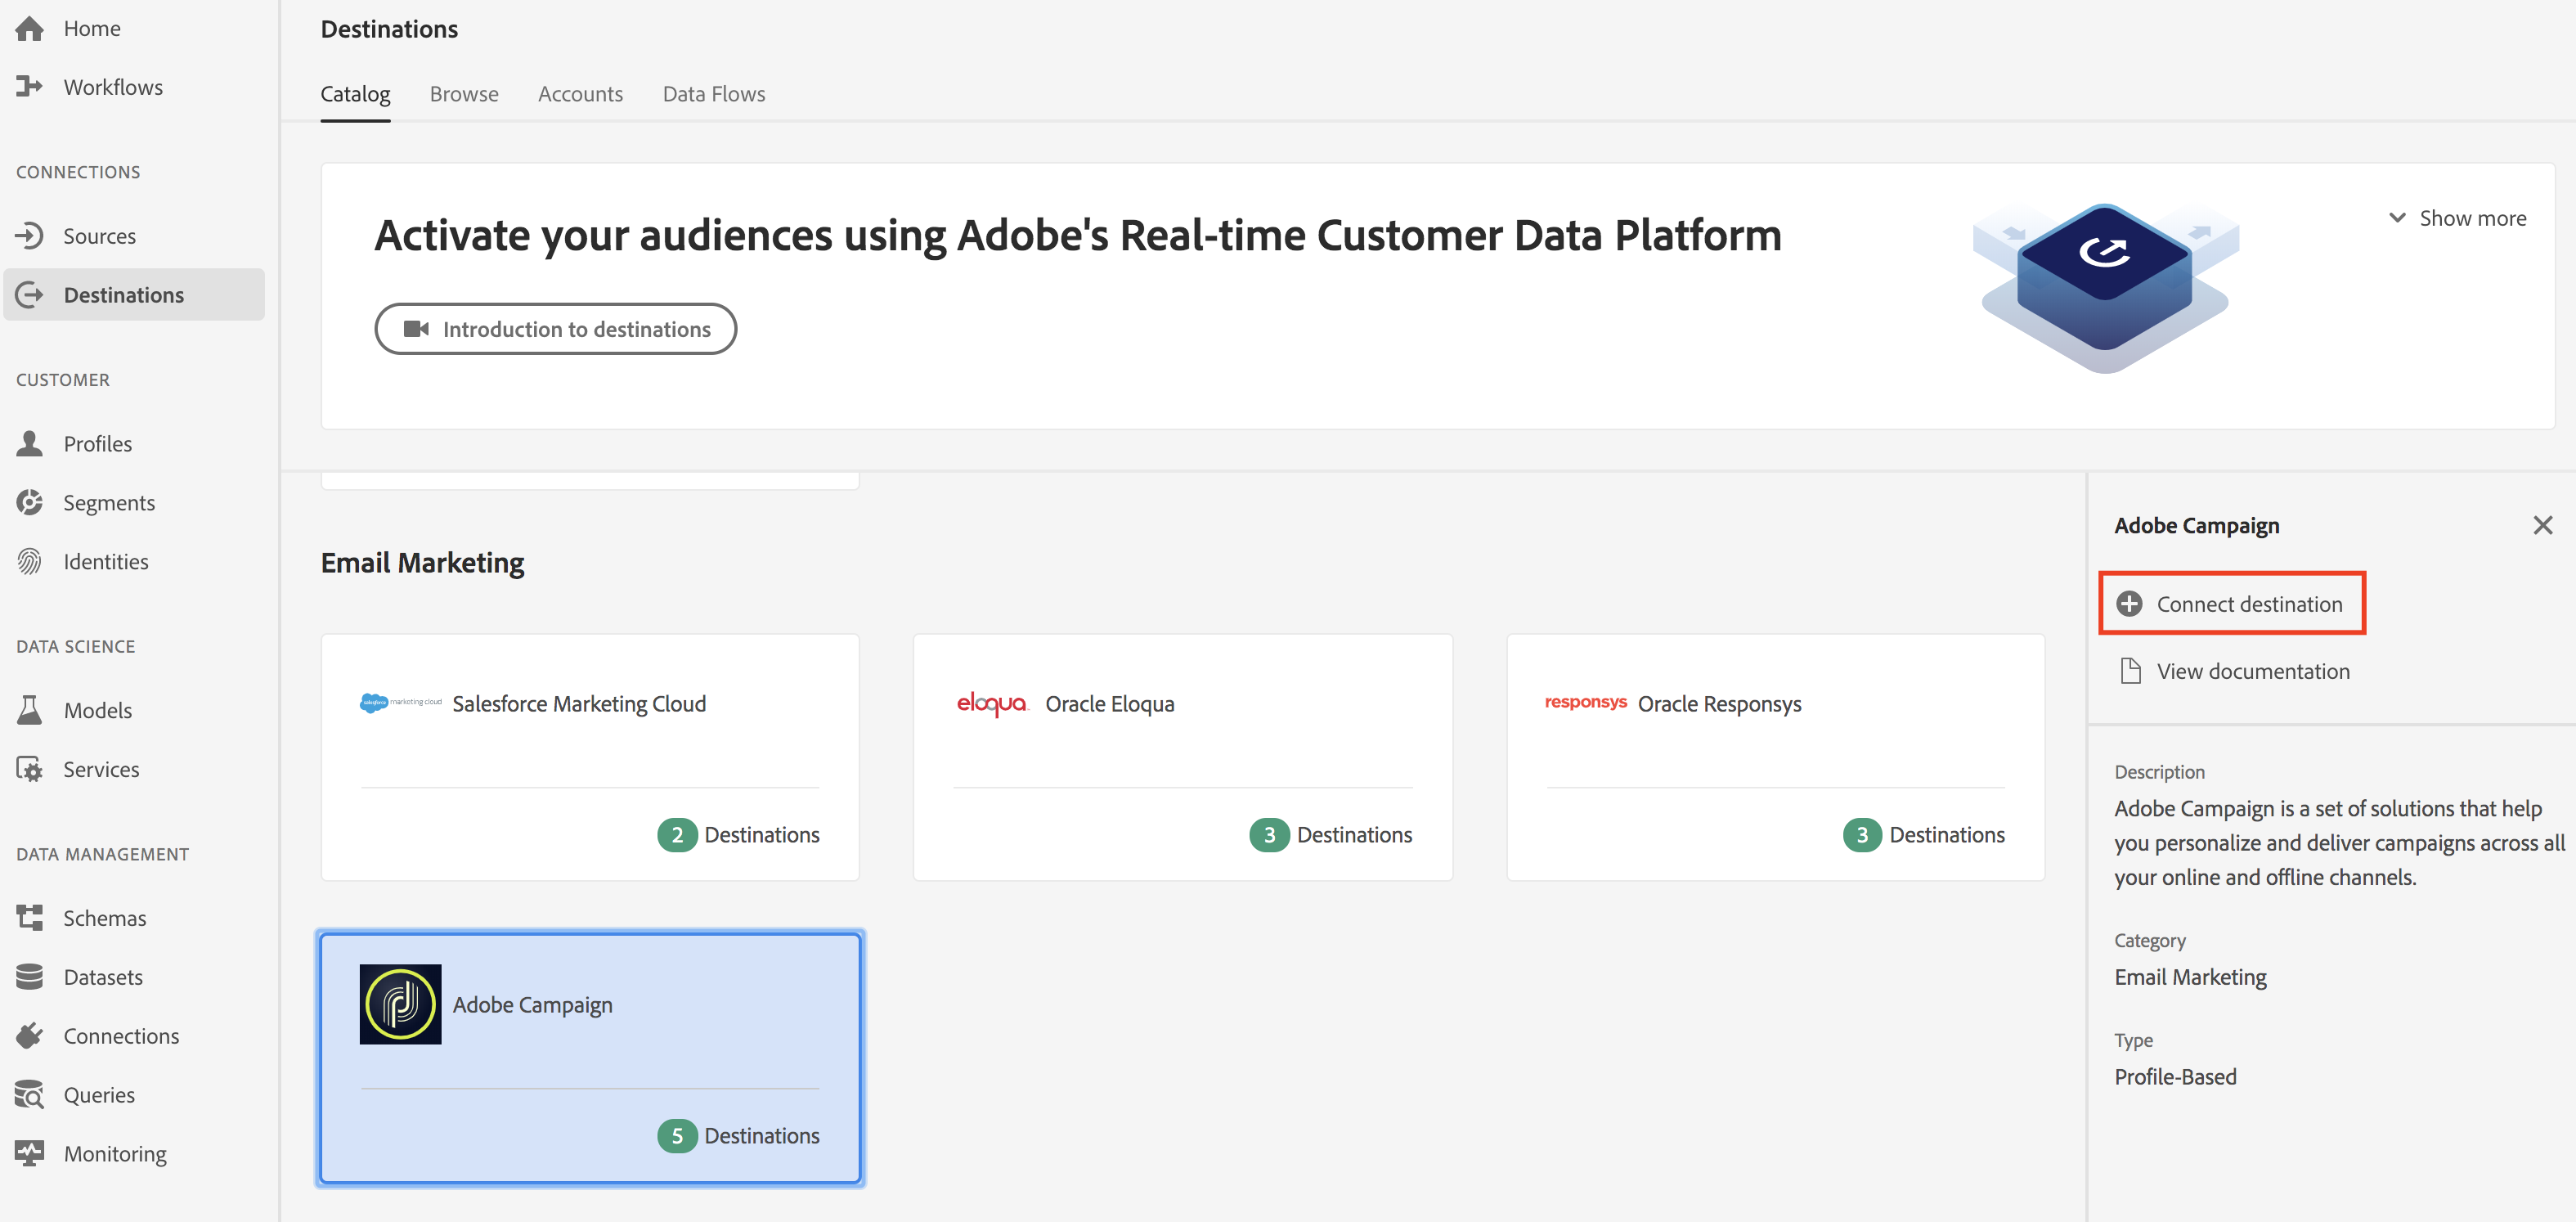 Home
Workflows
CONNECTIONS
Sources
Destinations
CUSTOMER
Profiles
Segments
Identities
DATA SCIENCE
Models
Services
DATA MANAGEMENT
Schemas
Datasets
Connections
Queries
Monitoring
Destinations
Catalog Browse Accounts Data Flows
Activate your audiences using Adobe's Real-time Customer Data Platform
Show more
Introduction to destinations
Email Marketing
salesforce marketing cloud Salesforce Marketing Cloud
2 Destinations
eloqua Oracle Eloqua
3 Destinations
responsys Oracle Responsys
3 Destinations
Adobe Campaign
5 Destinations
Adobe Campaign
Connect destination
View documentation
Description
Adobe Campaign is a set of solutions that help
you personalize and deliver campaigns across all
your online and offline channels.
Category
Email Marketing
Type
Profile-Based